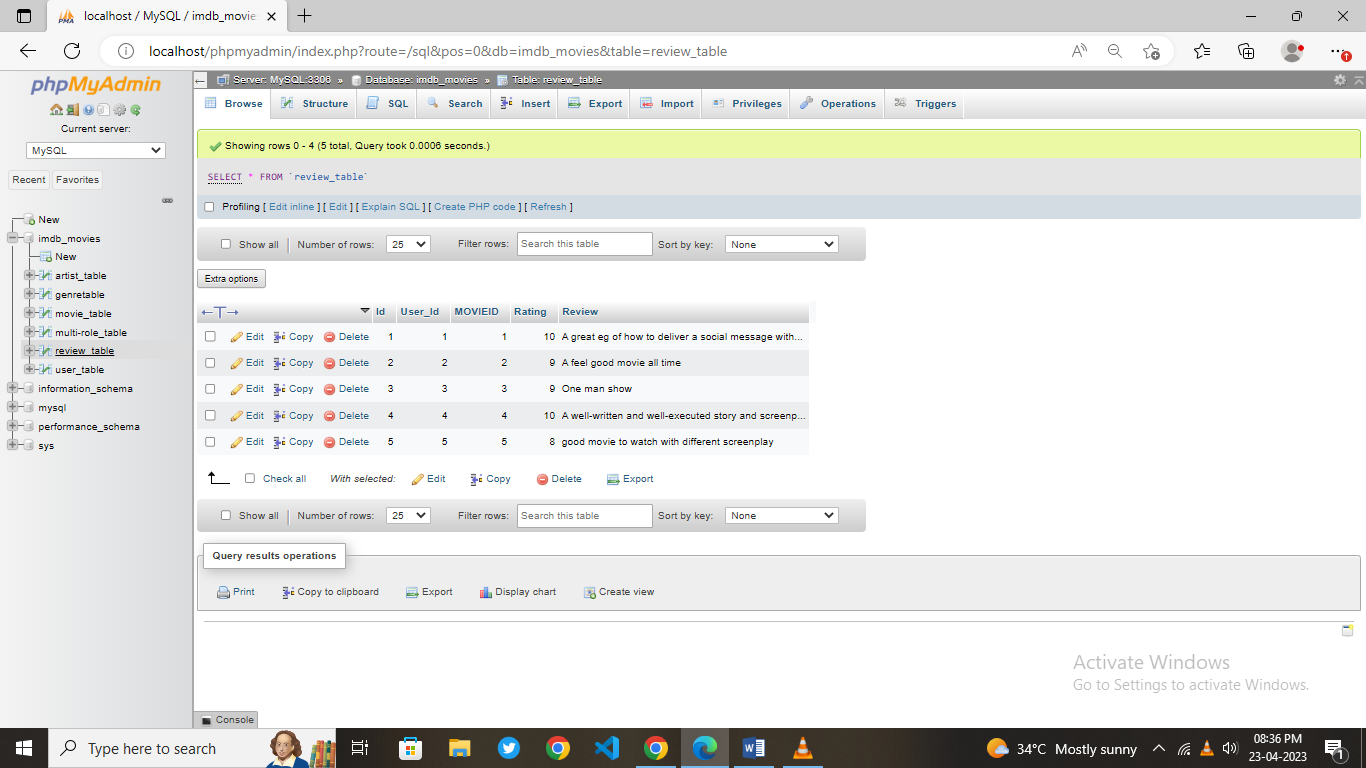 localhost / MySQL / imdb_movie
localhost/phpmyadmin/index.php?route=/sql&pos=0&db=imdb_movies&table=review_table
phpMyAdmin
Current server:
MySQL
Recent Favorites
New
imdb_movies
New
artist_table
genretable
movie_table
multi-role_table
review_table
user_table
information_schema
mysql
performance_schema
sys
Server: MySQL:3306 » Database: imdb_movies » Table: review_table
Browse Structure SQL Search Insert Export Import Privileges Operations Triggers
Showing rows 0 - 4 (5 total, Query took 0.0006 seconds.)
SELECT * FROM `review_table`
Profiling [ Edit inline ] [ Edit ] [ Explain SQL ] [ Create PHP code ] [ Refresh ]
Show all Number of rows: 25 Filter rows: Search this table Sort by key: None
Extra options
←T→ Id User_Id MOVIEID Rating Review
Edit Copy Delete 1 1 1 10 A great eg of how to deliver a social message with...
Edit Copy Delete 2 2 2 9 A feel good movie all time
Edit Copy Delete 3 3 3 9 One man show
Edit Copy Delete 4 4 4 10 A well-written and well-executed story and screenp...
Edit Copy Delete 5 5 5 8 good movie to watch with different screenplay
Check all With selected: Edit Copy Delete Export
Show all Number of rows: 25 Filter rows: Search this table Sort by key: None
Query results operations
Print Copy to clipboard Export Display chart Create view
Activate Windows
Go to Settings to activate Windows.
Console
Type here to search
34°C Mostly sunny
08:36 PM
23-04-2023
1